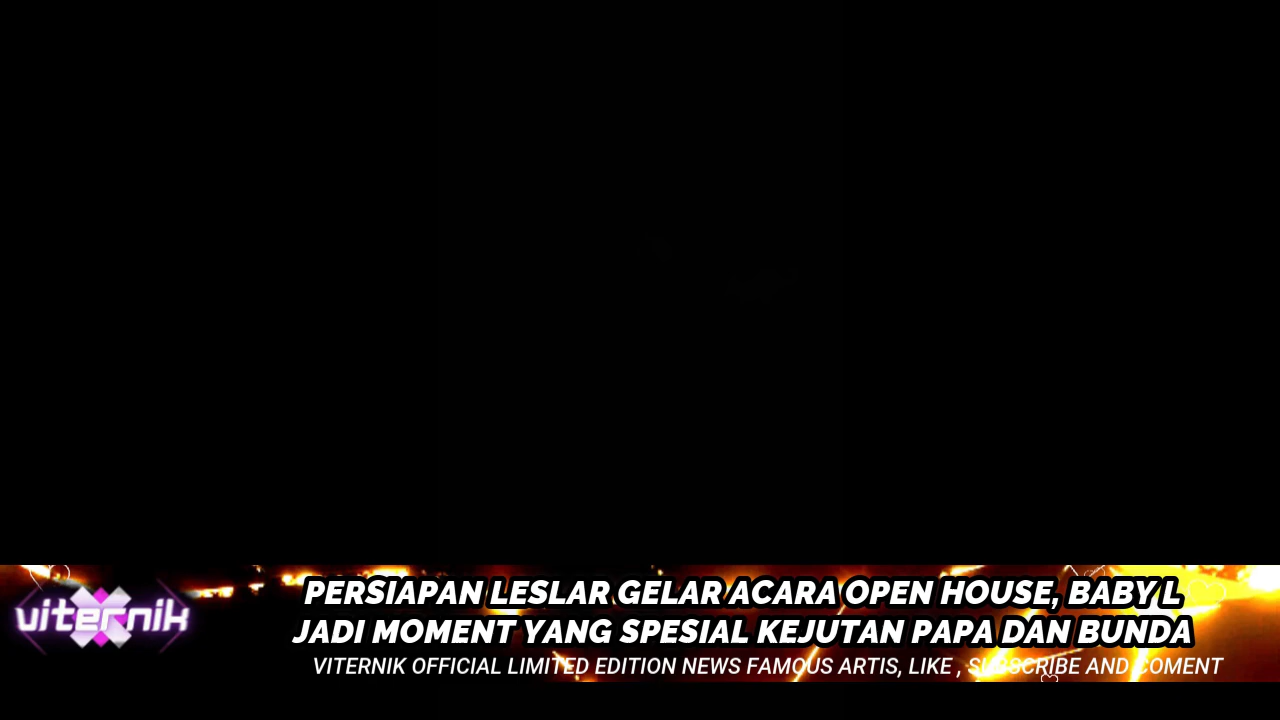 PERSIAPAN LESLAR GELAR ACARA OPEN HOUSE, BABY L
viternik
JADI MOMENT YANG SPESIAL KEJUTAN PAPA DAN BUNDA
VITERNIK OFFICIAL LIMITED EDITION NEWS FAMOUS ARTIS, LIKE , SUBSCRIBE AND COMENT